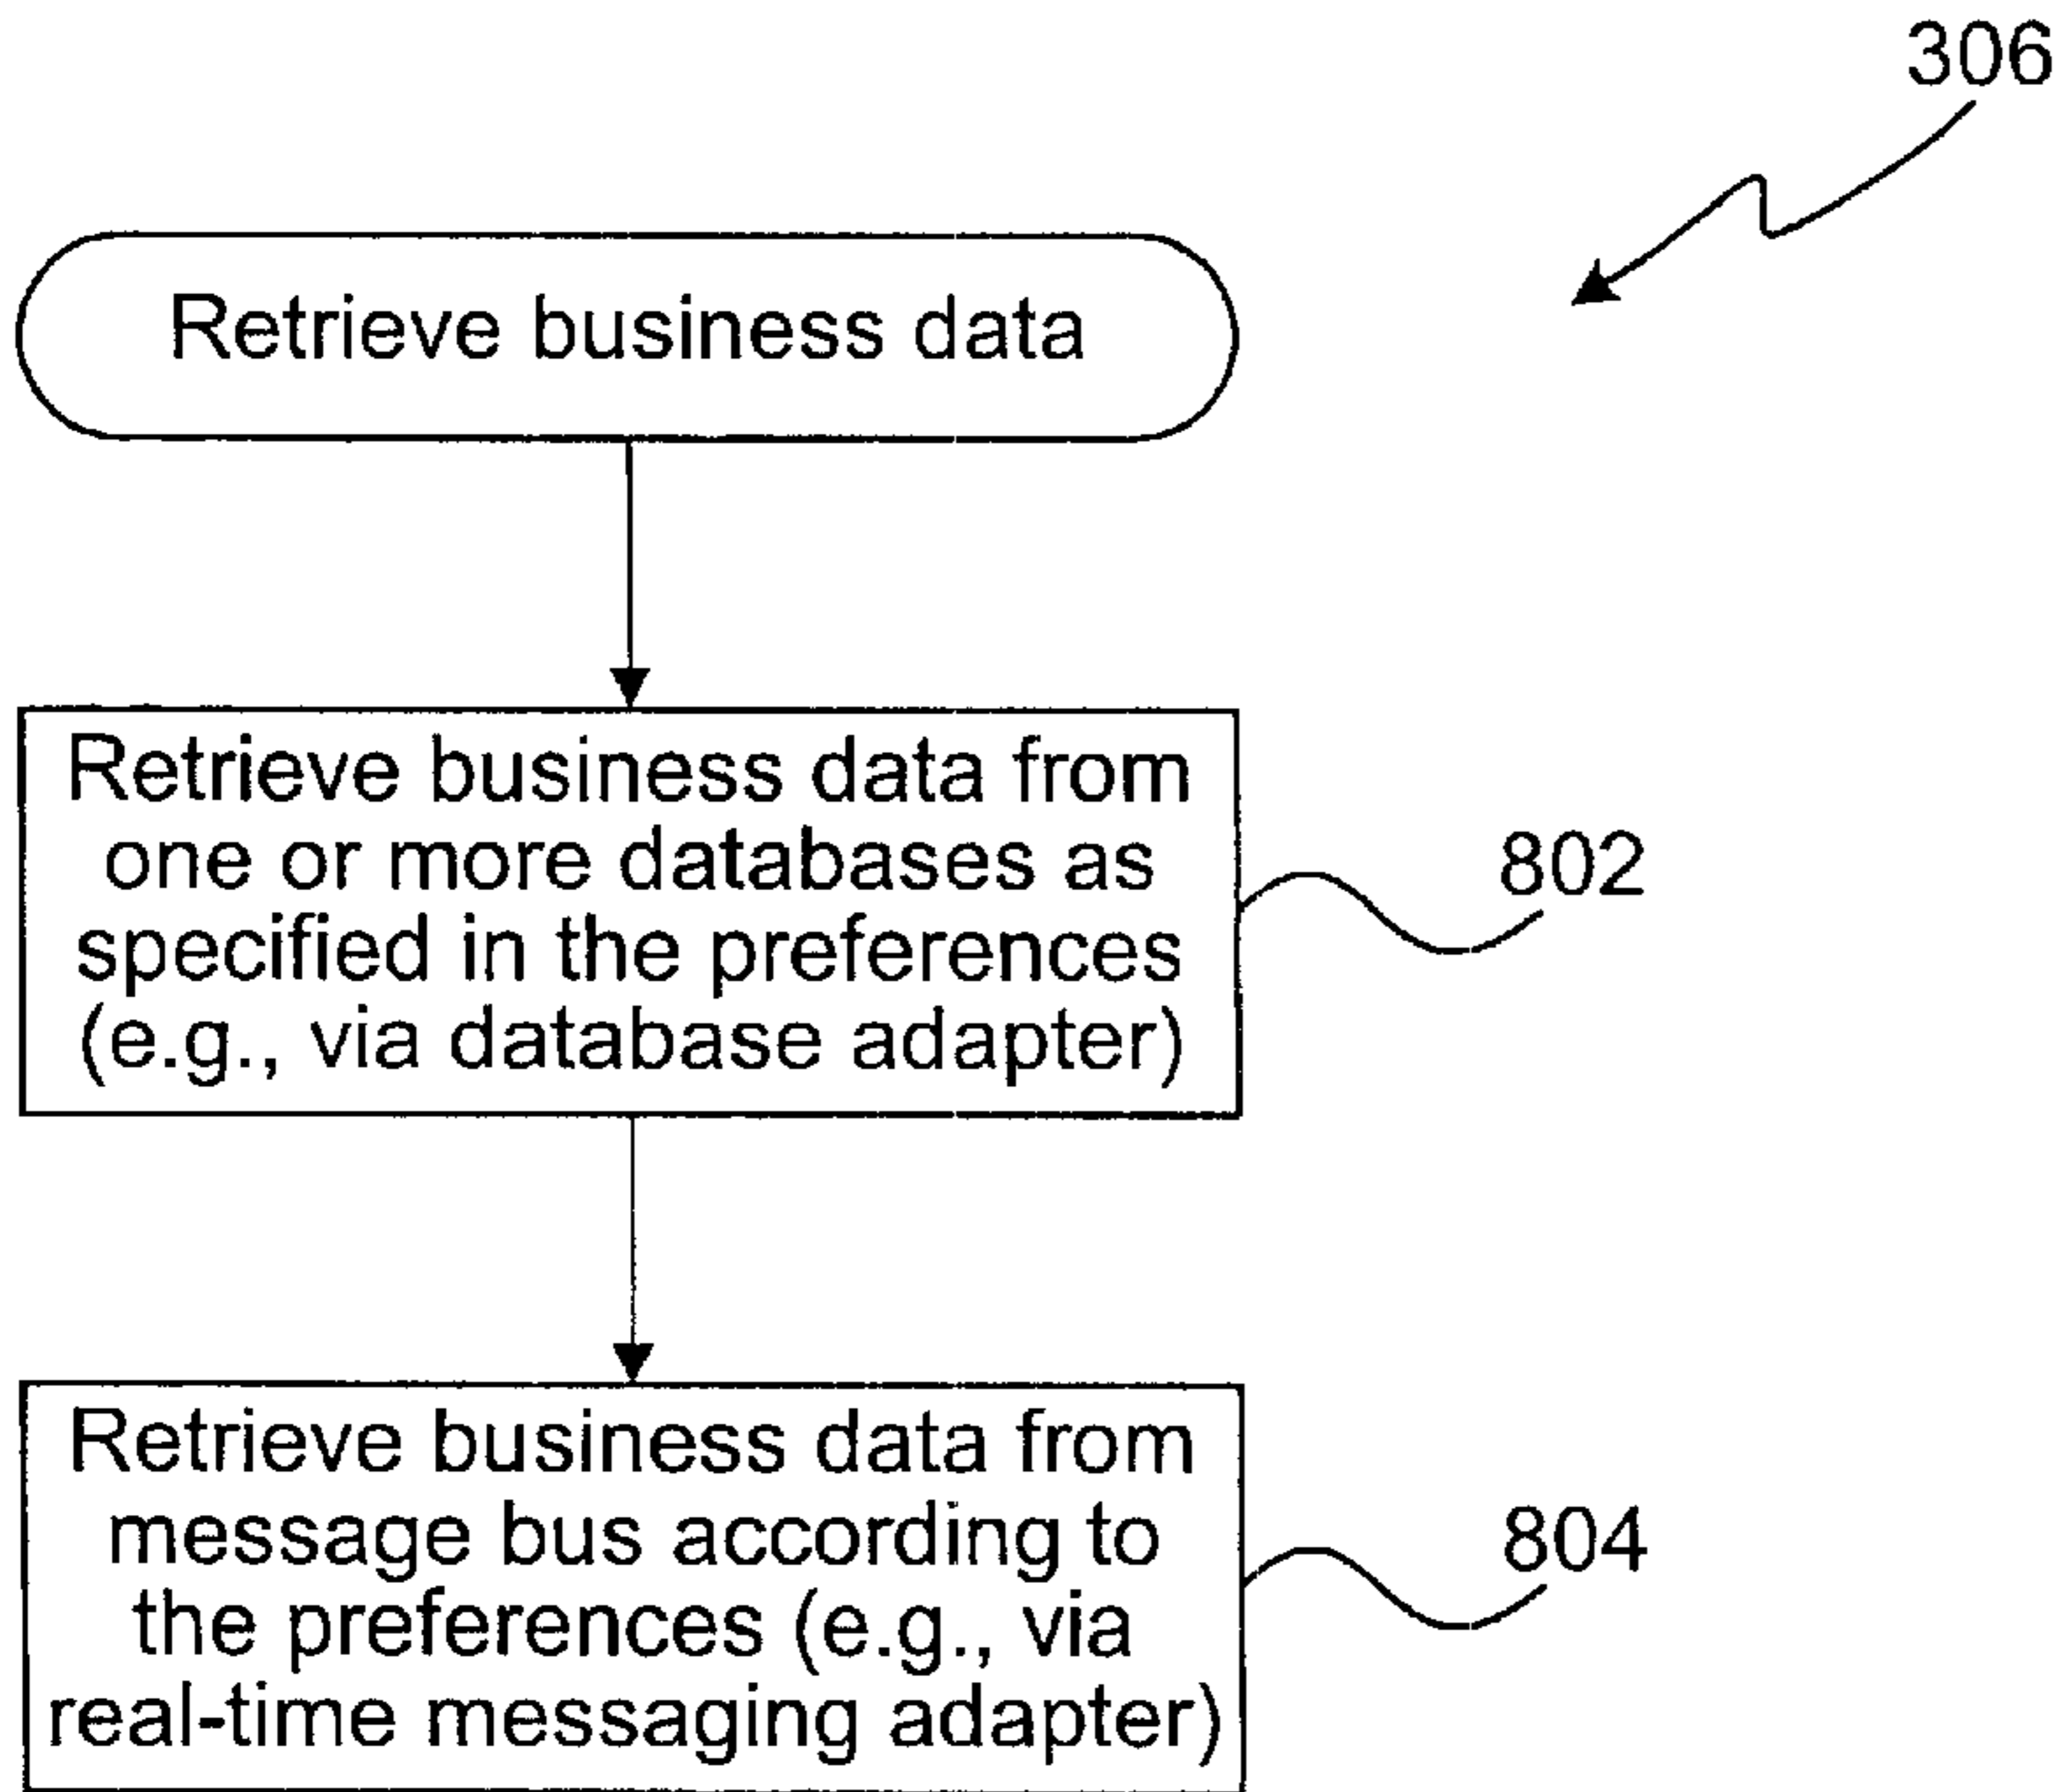 306
Retrieve business data
Retrieve business data from
one or more databases as
specified in the preferences
(e.g., via database adapter)
802
Retrieve business data from
message bus according to
the preferences (e.g., via
real-time messaging adapter)
804